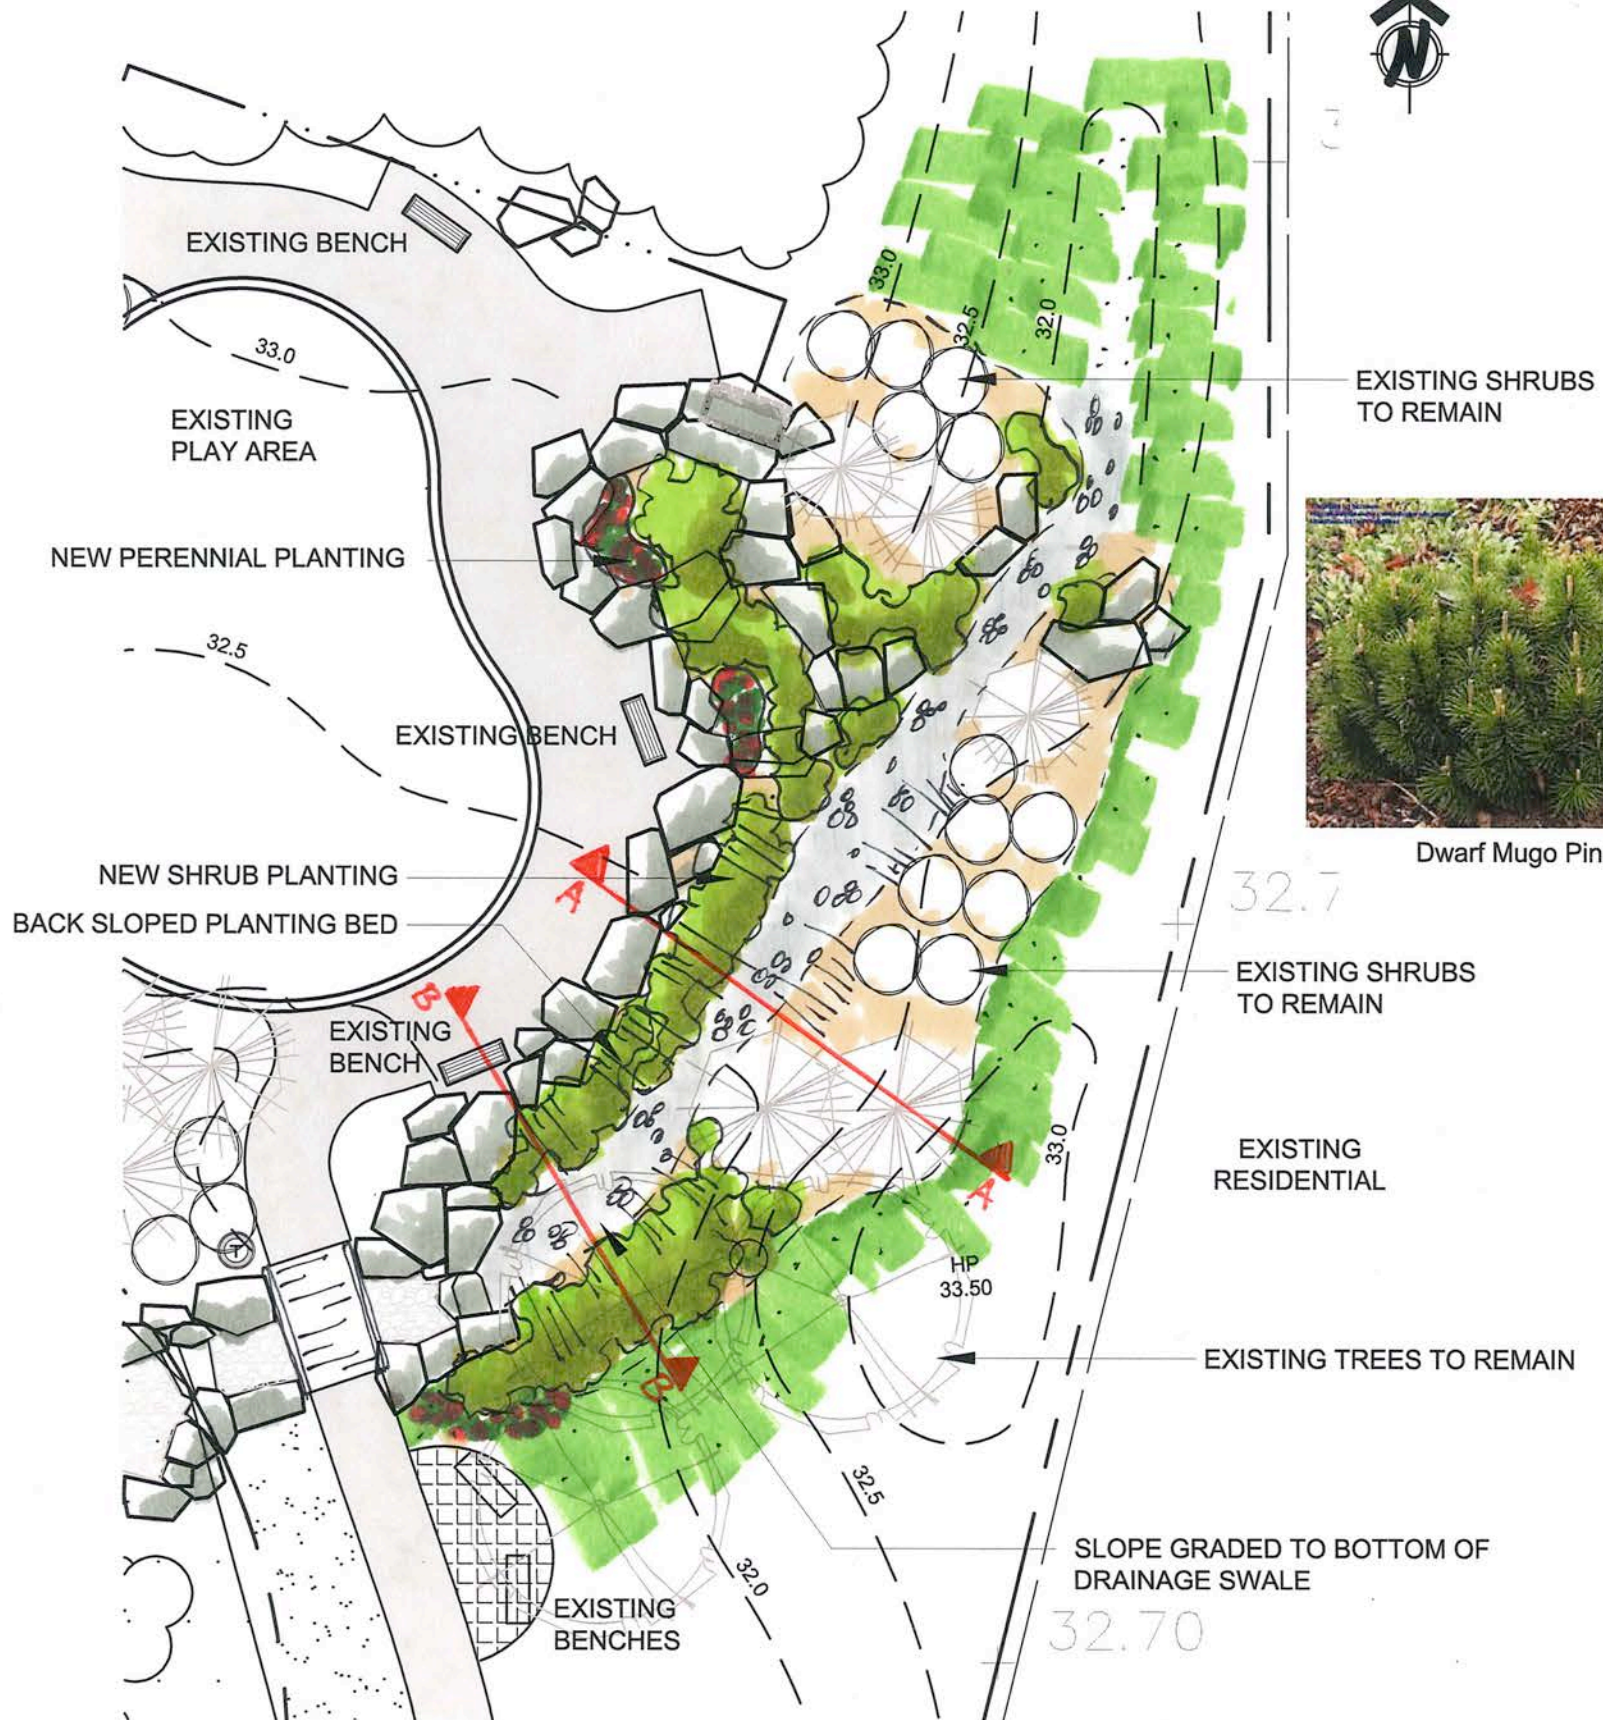 N
EXISTING BENCH
33.0
32.5
32.0
33.0
EXISTING SHRUBS
TO REMAIN
EXISTING
PLAY AREA
NEW PERENNIAL PLANTING
32.5
EXISTING BENCH
Dwarf Mugo Pin
NEW SHRUB PLANTING
A
32.7
BACK SLOPED PLANTING BED
EXISTING SHRUBS
TO REMAIN
B
EXISTING
BENCH
33.0
EXISTING
RESIDENTIAL
A
T
HP
33.50
EXISTING TREES TO REMAIN
B
32.5
SLOPE GRADED TO BOTTOM OF
DRAINAGE SWALE
32.0
EXISTING
BENCHES
32.70